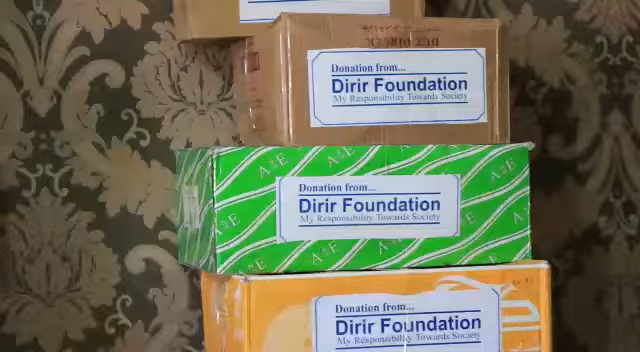 Donation from...
Dirir Foundation
My Responsibility Towards Society
A&E A&E
Donation from...
Dirir Foundation
My Responsibility Towards Society
A&E
A&E A&E A&E
Donation from...
Dirir Foundation
My Responsibility Towards Society